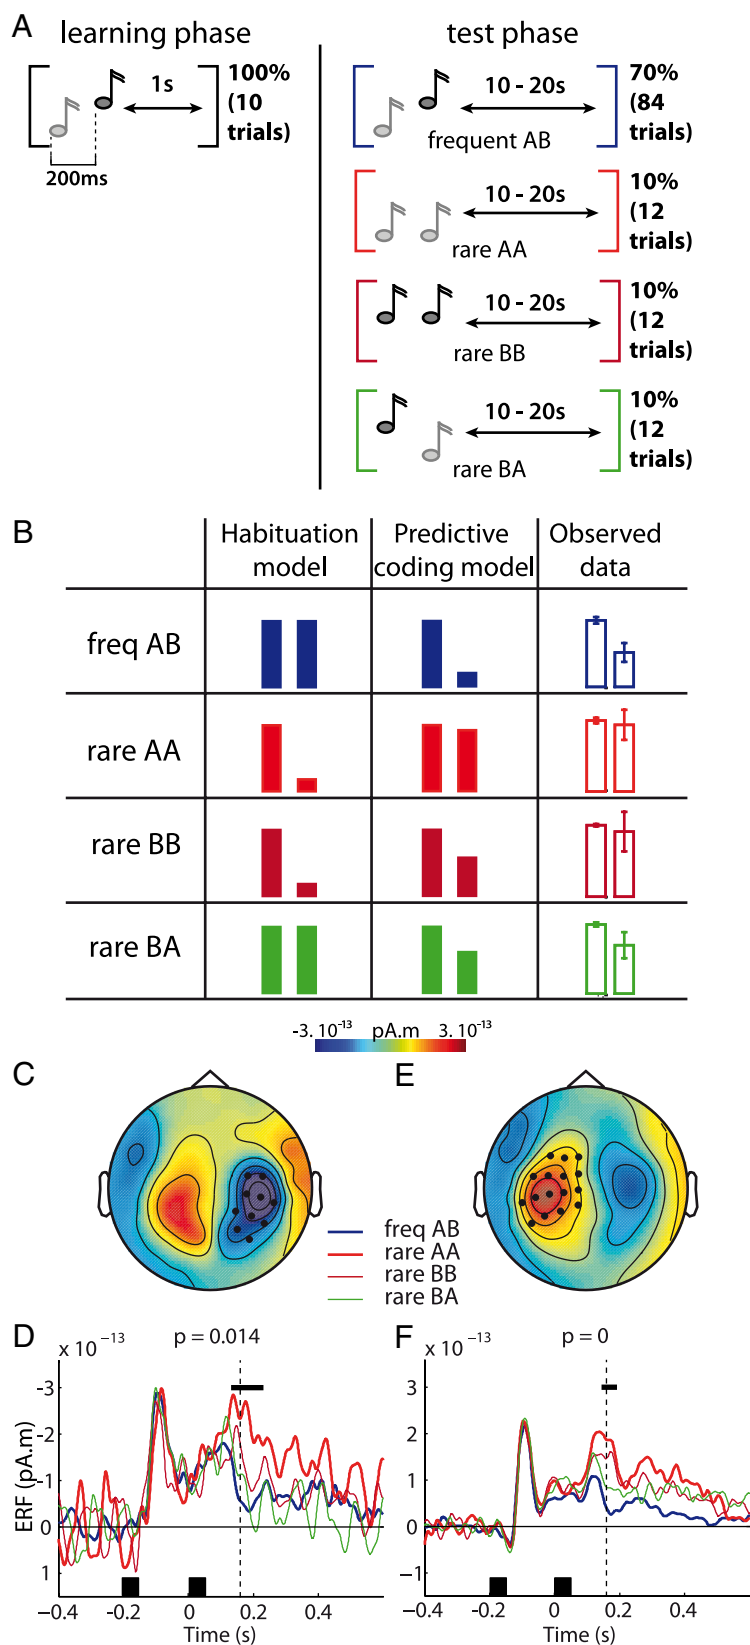 A
learning phase
test phase
1s
100%
(10
trials)
200ms
10 - 20s
frequent AB
70%
(84
trials)
10 - 20s
rare AA
10%
(12
trials)
10 - 20s
rare BB
10%
(12
trials)
10 - 20s
rare BA
10%
(12
trials)
B
Habituation model
Predictive coding model
Observed data
freq AB
rare AA
rare BB
rare BA
-3. 10⁻¹³ pA.m 3. 10⁻¹³
C
E
freq AB
rare AA
rare BB
rare BA
D
x 10⁻¹³
p = 0.014
-3
-2
-1
0
1
ERF (pA.m)
−0.4 −0.2 0 0.2 0.4
Time (s)
F
x 10⁻¹³
p = 0
3
2
1
0
−1
−0.4 −0.2 0 0.2 0.4
Time (s)